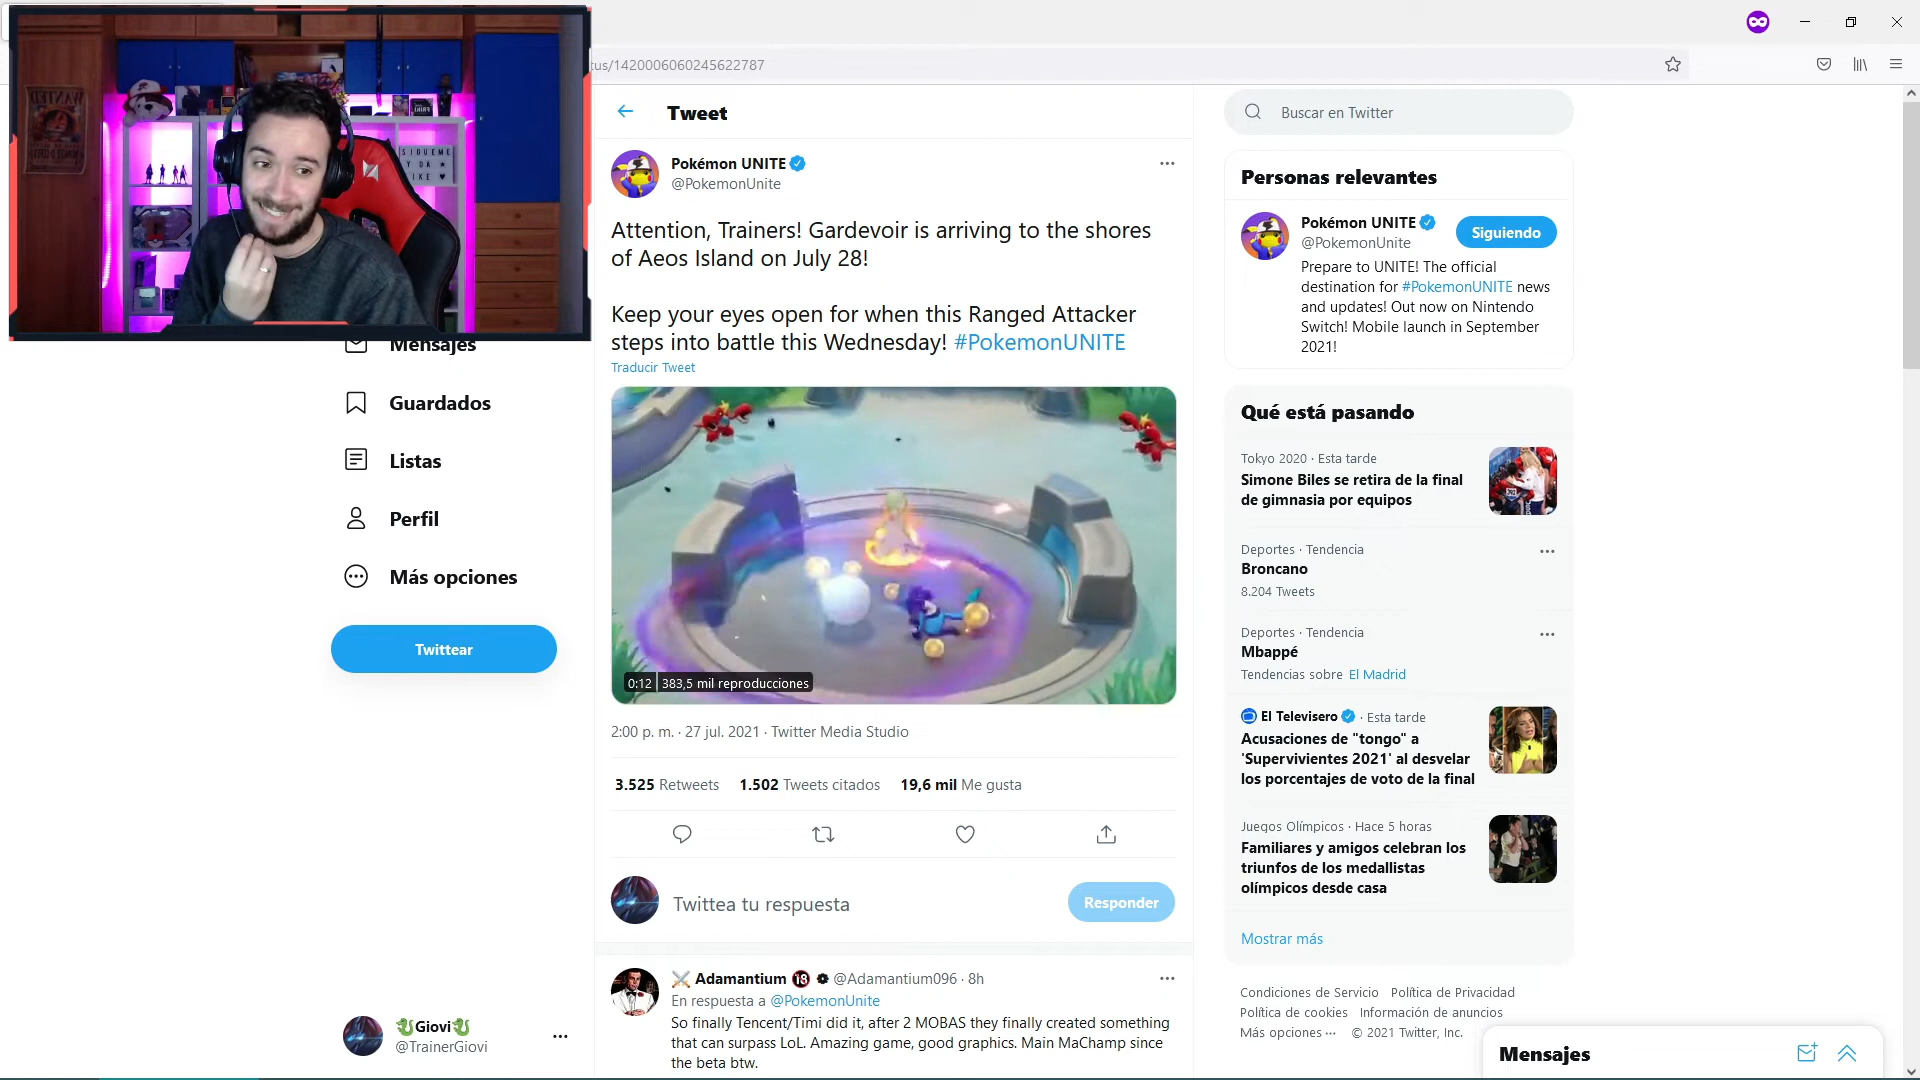 WANTED
SIGUEME
Y DA
tus/1420006060245622787
Tweet
Buscar en Twitter
Pokémon UNITE
@PokemonUnite
Attention, Trainers! Gardevoir is arriving to the shores
of Aeos Island on July 28!
Keep your eyes open for when this Ranged Attacker
steps into battle this Wednesday! #PokemonUNITE
Traducir Tweet
0:12 383,5 mil reproducciones
2:00 p. m. · 27 jul. 2021 · Twitter Media Studio
3.525 Retweets 1.502 Tweets citados 19,6 mil Me gusta
Twittea tu respuesta
Responder
Adamantium 18 @Adamantium096 · 8h
En respuesta a @PokemonUnite
So finally Tencent/Timi did it, after 2 MOBAS they finally created something
that can surpass LoL. Amazing game, good graphics. Main MaChamp since
the beta btw.
Mensajes
Guardados
Listas
Perfil
Más opciones
Twittear
Giovi
@TrainerGiovi
Personas relevantes
Pokémon UNITE
@PokemonUnite
Siguiendo
Prepare to UNITE! The official
destination for #PokemonUNITE news
and updates! Out now on Nintendo
Switch! Mobile launch in September
2021!
Qué está pasando
Tokyo 2020 · Esta tarde
Simone Biles se retira de la final
de gimnasia por equipos
Deportes · Tendencia
Broncano
8.204 Tweets
Deportes · Tendencia
Mbappé
Tendencias sobre El Madrid
El Televisero · Esta tarde
Acusaciones de "tongo" a
'Supervivientes 2021' al desvelar
los porcentajes de voto de la final
Juegos Olímpicos · Hace 5 horas
Familiares y amigos celebran los
triunfos de los medallistas
olímpicos desde casa
Mostrar más
Condiciones de Servicio Política de Privacidad
Política de cookies Información de anuncios
Más opciones ··· © 2021 Twitter, Inc.
Mensajes